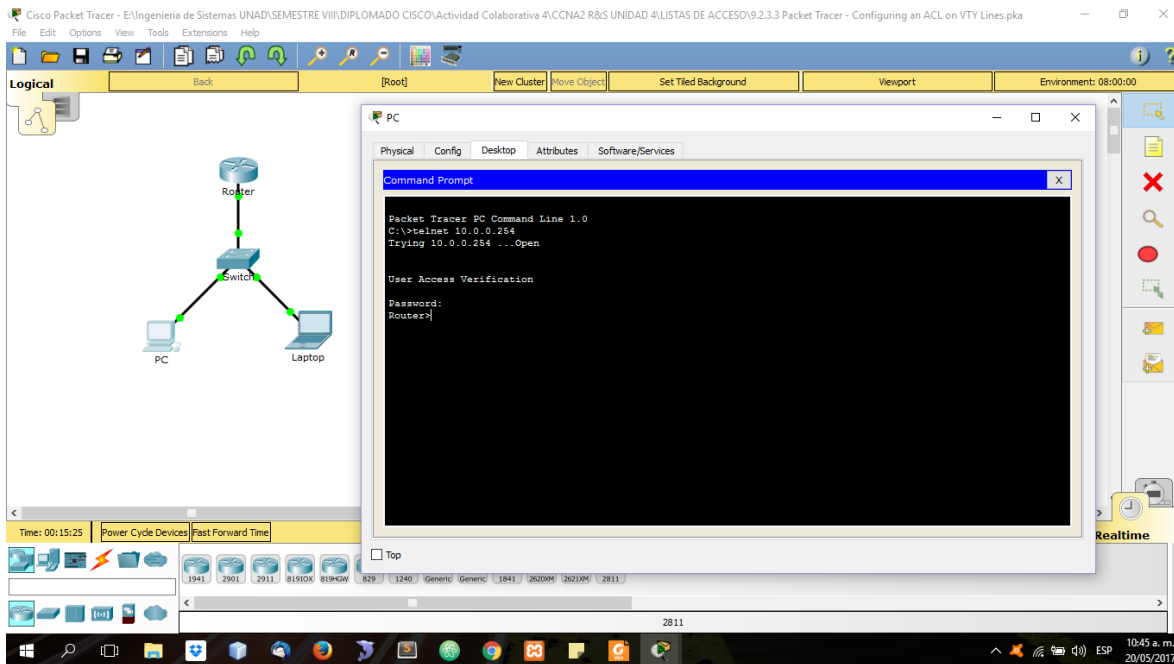 Cisco Packet Tracer - E:\Ingenieria de Sistemas UNAD\SEMESTRE VIII\DIPLOMADO CISCO\Actividad Colaborativa 4\CCNA2 R&S UNIDAD 4\LISTAS DE ACCESO\9.2.3.3 Packet Tracer - Configuring an ACL on VTY Lines.pka
File Edit Options View Tools Extensions Help
Logical Back [Root] New Cluster Move Object Set Tiled Background Viewport Environment: 08:00:00
PC
Physical Config Desktop Attributes Software/Services
Command Prompt X
Packet Tracer PC Command Line 1.0
C:\>telnet 10.0.0.254
Trying 10.0.0.254 ...Open
User Access Verification
Password:
Router>
Router
Switch
PC
Laptop
Top
Time: 00:15:25 Power Cycle Devices Fast Forward Time Realtime
1941 2901 2911 819IOX 819HGW 829 1240 Generic Generic 1841 2620XM 2621XM 2811
2811
ESP
10:45 a. m.
20/05/2017